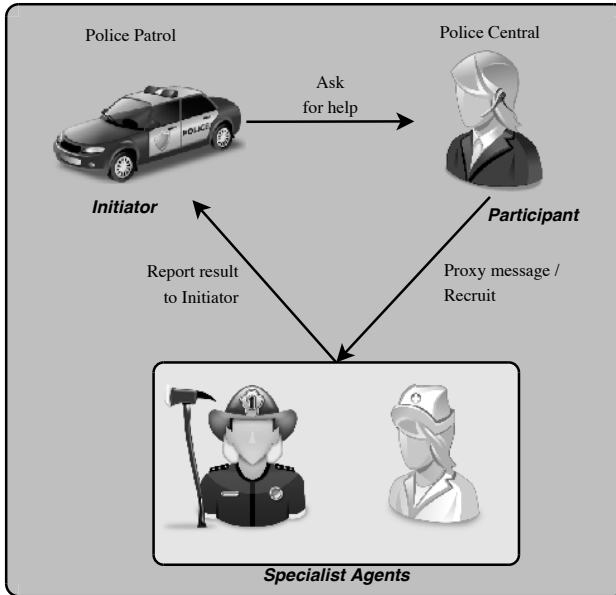 Police Patrol
Police Central
Ask
for help
POLICE
Initiator
Participant
Report result
to Initiator
Proxy message /
Recruit
1
Specialist Agents